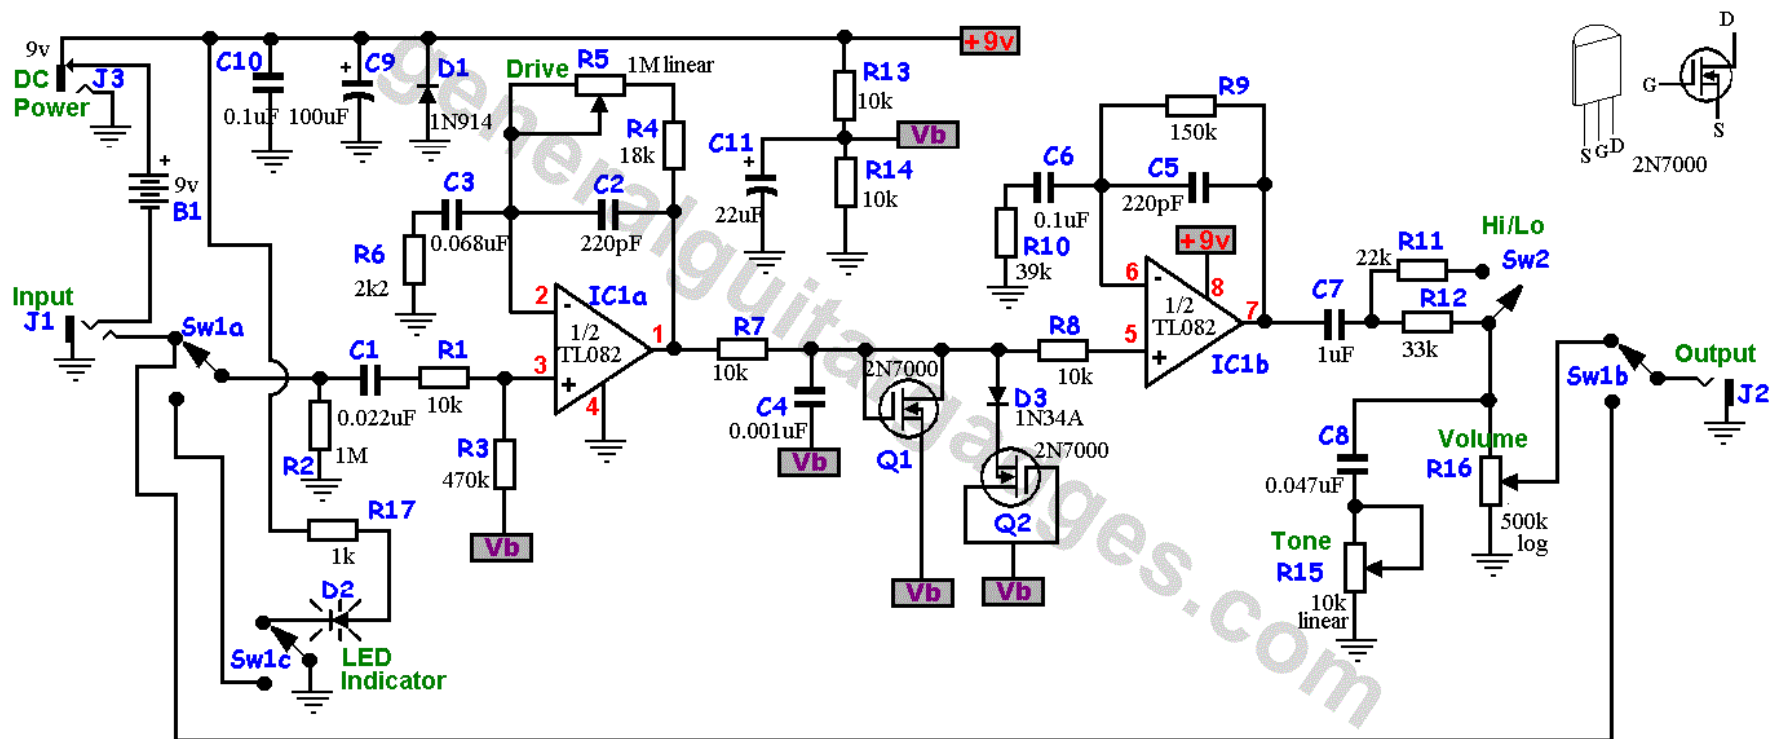 9v
DC
Power
J3
C10
0.1uF
C9
+
100uF
D1
1N914
Drive
R5
1M linear
R4
18k
C3
0.068uF
C2
220pF
R6
2k2
+
9v
B1
Input
J1
Sw1a
C1
0.022uF
R1
10k
R2
1M
R3
470k
Vb
2
-
IC1a
1/2
TL082
3
+
4
1
R7
10k
C4
0.001uF
Vb
2N7000
Q1
Vb
D3
1N34A
2N7000
Q2
Vb
R8
10k
+9v
R13
10k
Vb
C11
+
22uF
R14
10k
R9
150k
C6
0.1uF
C5
220pF
R10
39k
+9v
6
-
8
1/2
TL082
5
+
7
IC1b
C7
1uF
22k
R11
R12
33k
Hi/Lo
Sw2
C8
0.047uF
Volume
R16
500k
log
Tone
R15
10k
linear
Sw1b
Output
J2
R17
1k
D2
LED
Indicator
Sw1c
D
G
S
S
G
D
2N7000
generalguitargadges.com